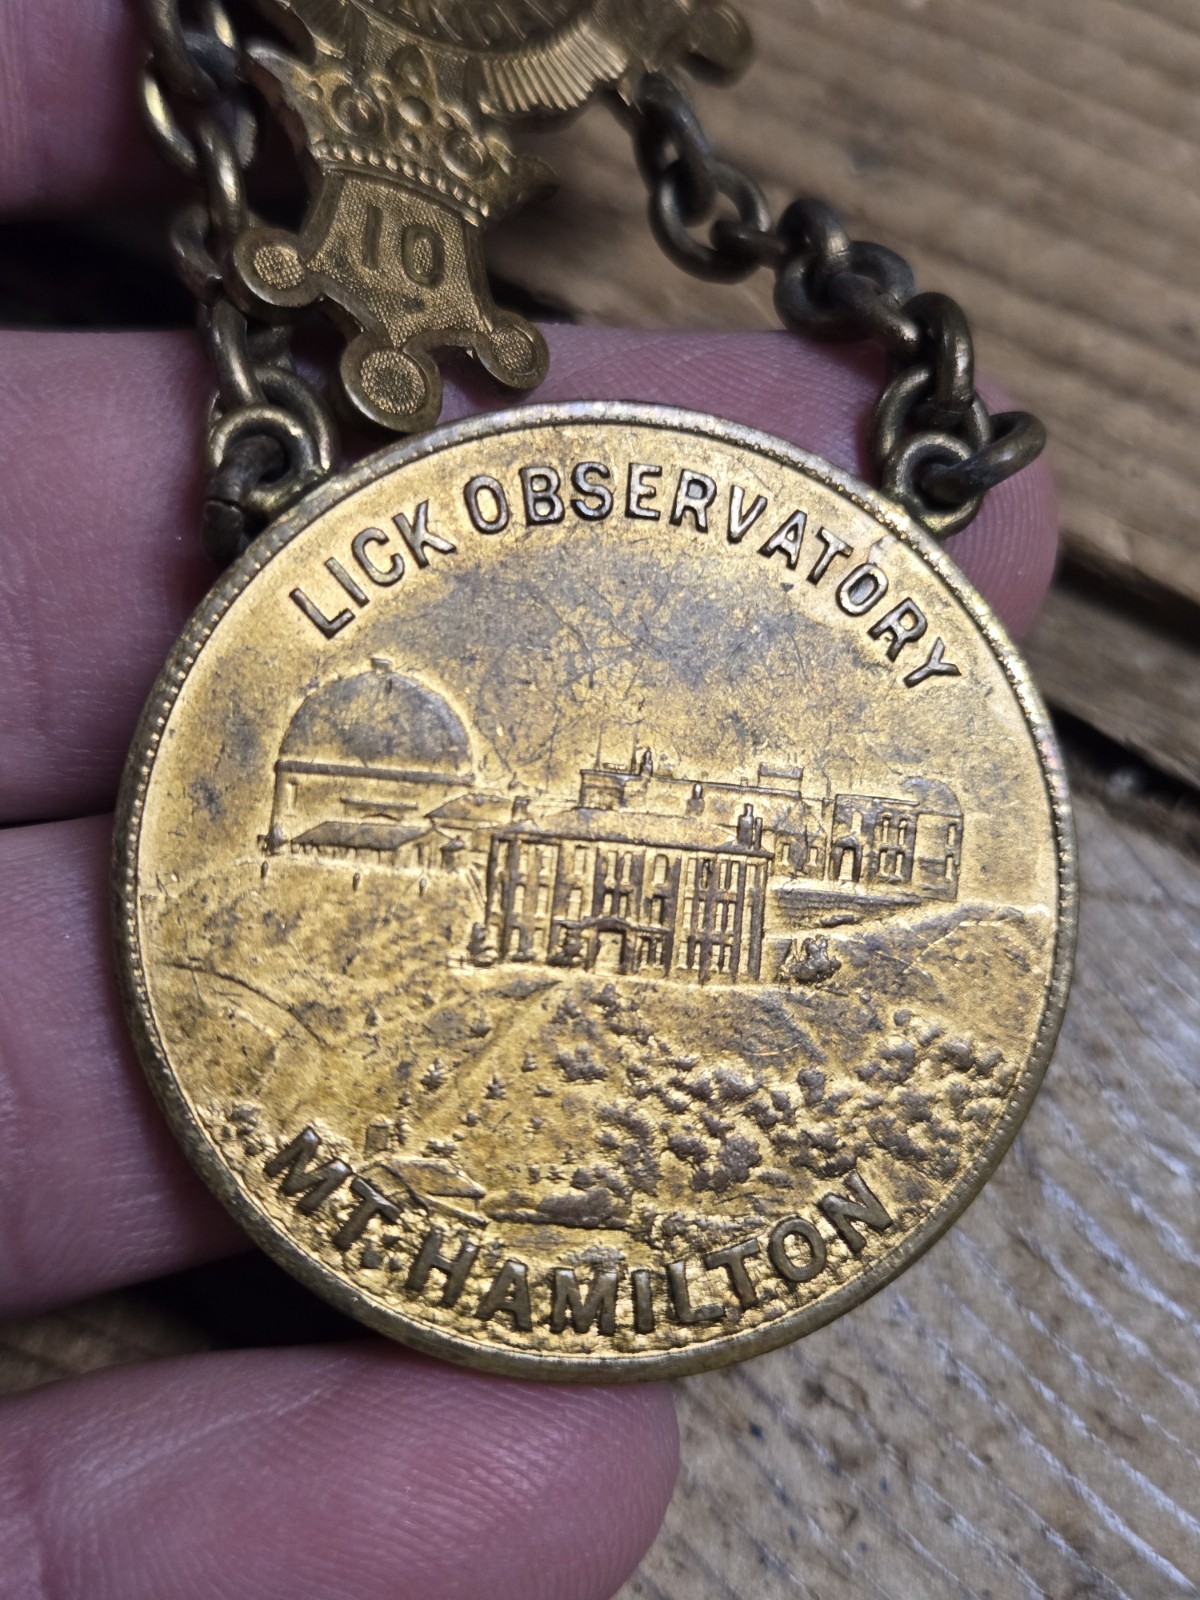 10
LICK OBSERVATORY
MT. HAMILTON